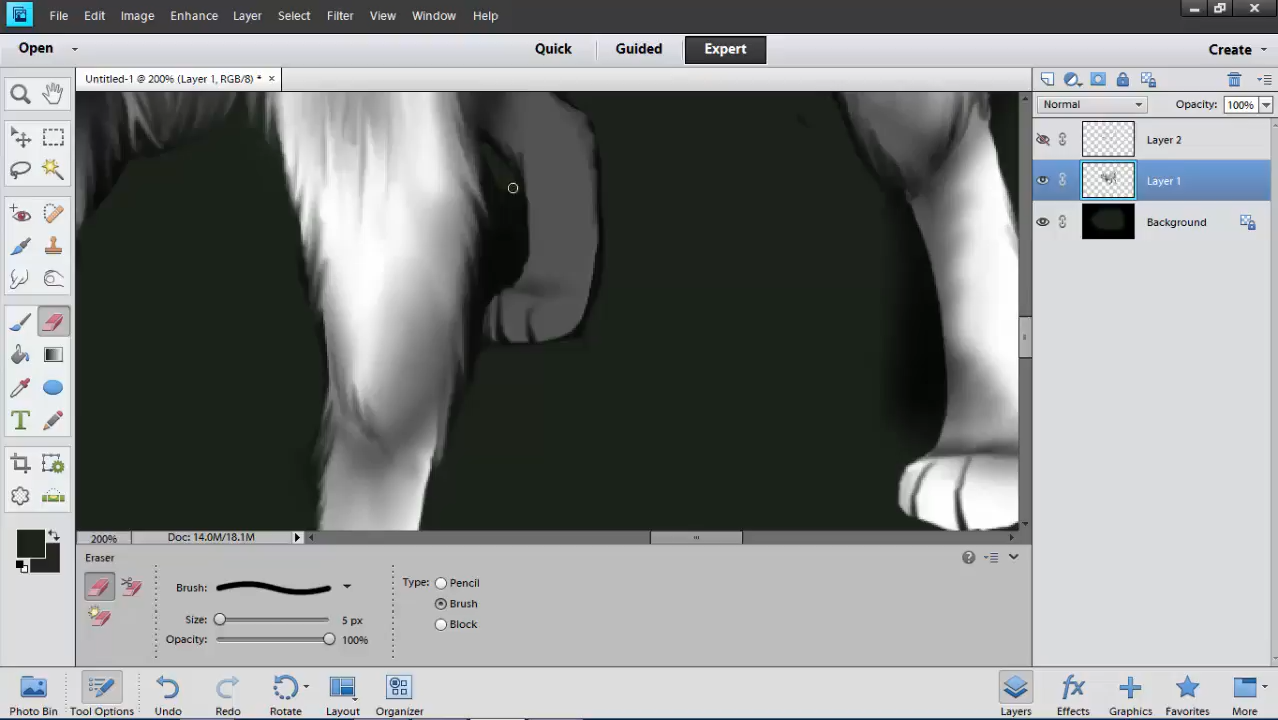 File Edit Image Enhance Layer Select Filter View Window Help
Open Quick Guided Expert Create
Untitled-1 @ 200% (Layer 1, RGB/8) * ×
Normal Opacity: 100%
Layer 2
Layer 1
Background
200% Doc: 14.0M/18.1M
Eraser
Brush: Type: Pencil
Size: 5 px Brush
Opacity: 100% Block
Photo Bin Tool Options Undo Redo Rotate Layout Organizer Layers Effects Graphics Favorites More